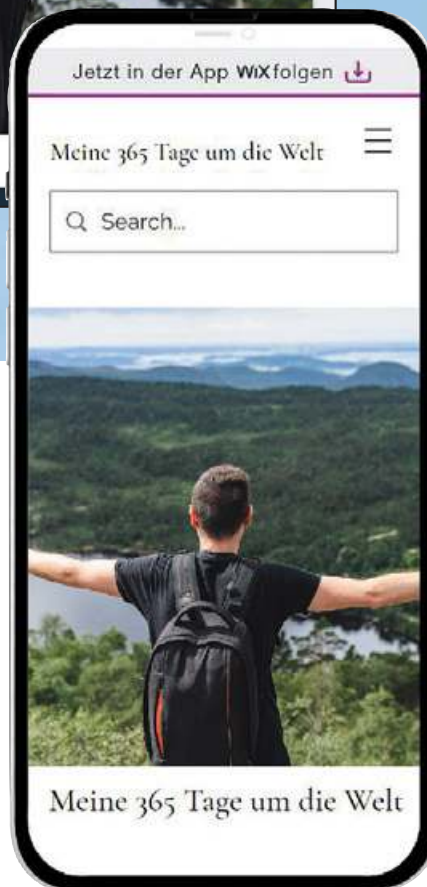 Jetzt in der App WiX folgen
Meine 365 Tage um die Welt
Search...
Meine 365 Tage um die Welt